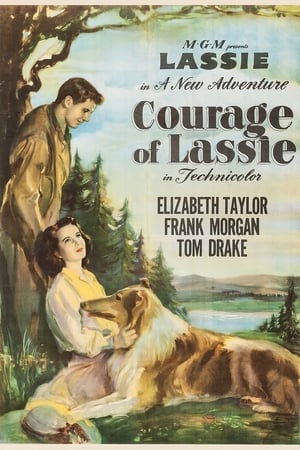 M-G-M presents
LASSIE
in A New Adventure
Courage
of Lassie
in Technicolor
ELIZABETH TAYLOR
FRANK MORGAN
TOM DRAKE